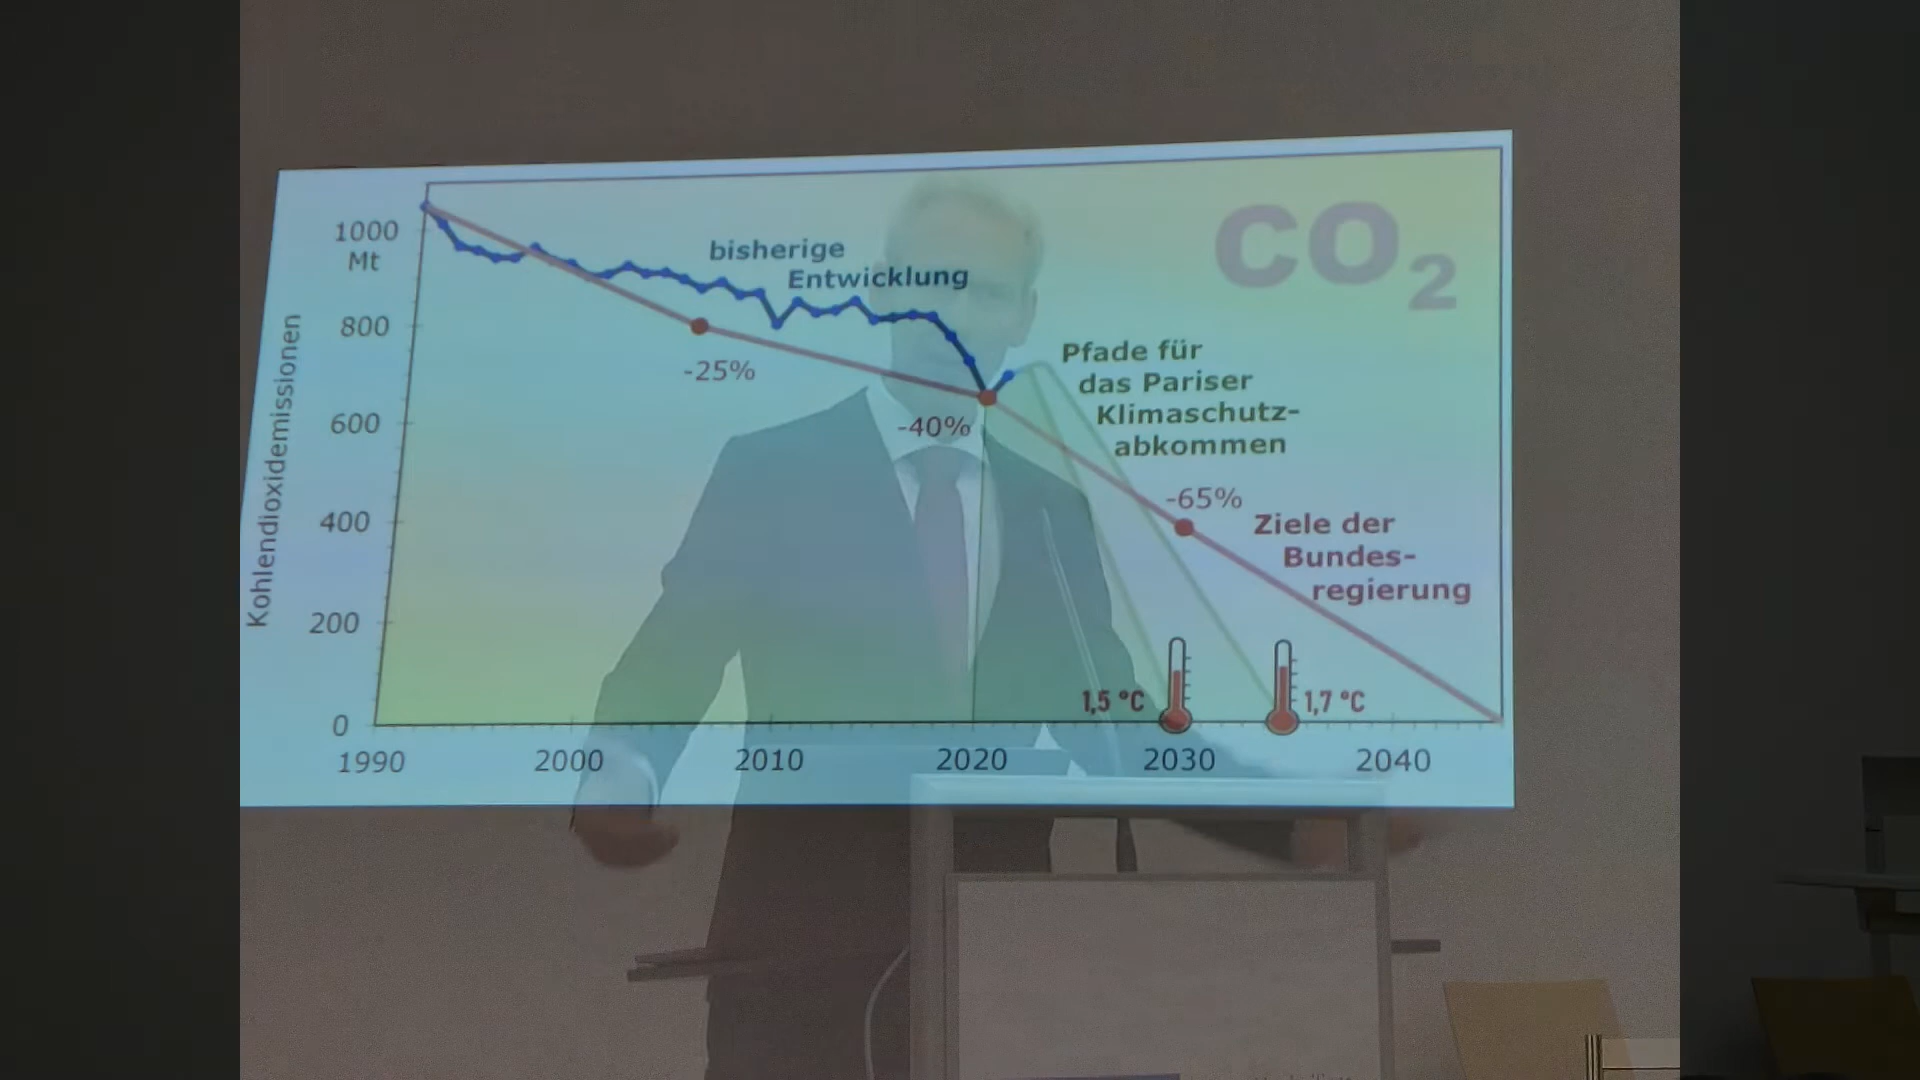 CO2
1000
Mt
800
600
400
200
0
Kohlendioxidemissionen
bisherige
Entwicklung
-25%
-40%
Pfade für
das Pariser
Klimaschutz-
abkommen
-65%
Ziele der
Bundes-
regierung
1,5 °C
1,7 °C
1990
2000
2010
2020
2030
2040